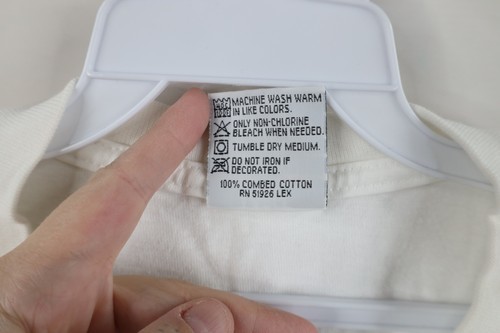 MACHINE WASH WARM
IN LIKE COLORS.
ONLY NON-CHLORINE
BLEACH WHEN NEEDED.
TUMBLE DRY MEDIUM.
DO NOT IRON IF
DECORATED.
100% COMBED COTTON
RN 51926 LEX